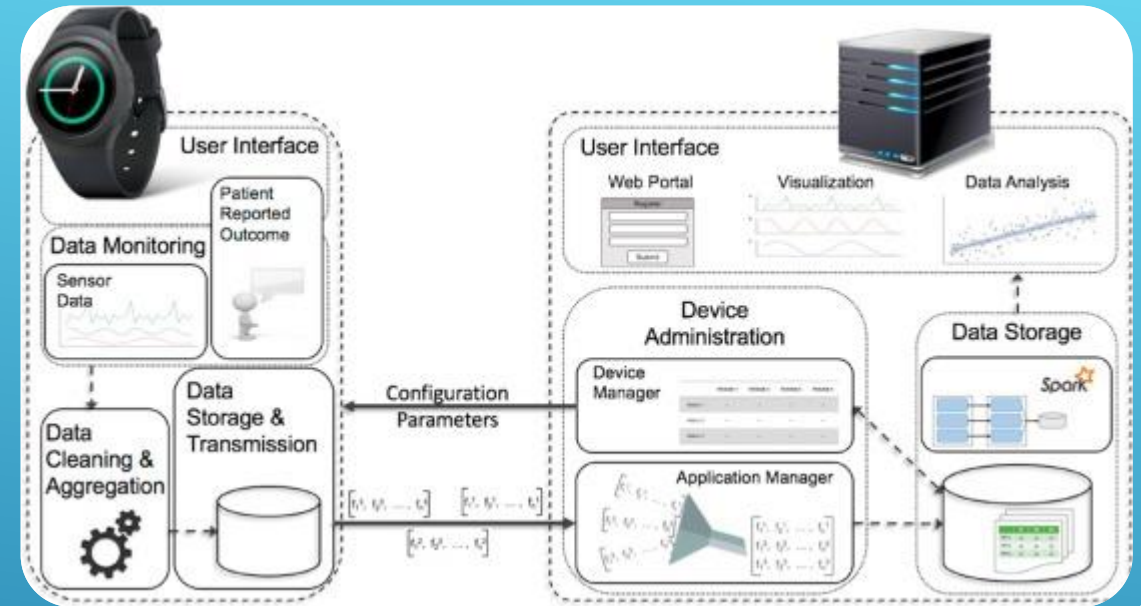 User Interface
Patient
Reported
Outcome
Data Monitoring
Sensor
Data
Data
Cleaning &
Aggregation
Data
Storage &
Transmission
Configuration
Parameters
User Interface
Web Portal
Register
Submit
Visualization
Data Analysis
Device
Administration
Device
Manager
Application Manager
Data Storage
Spark